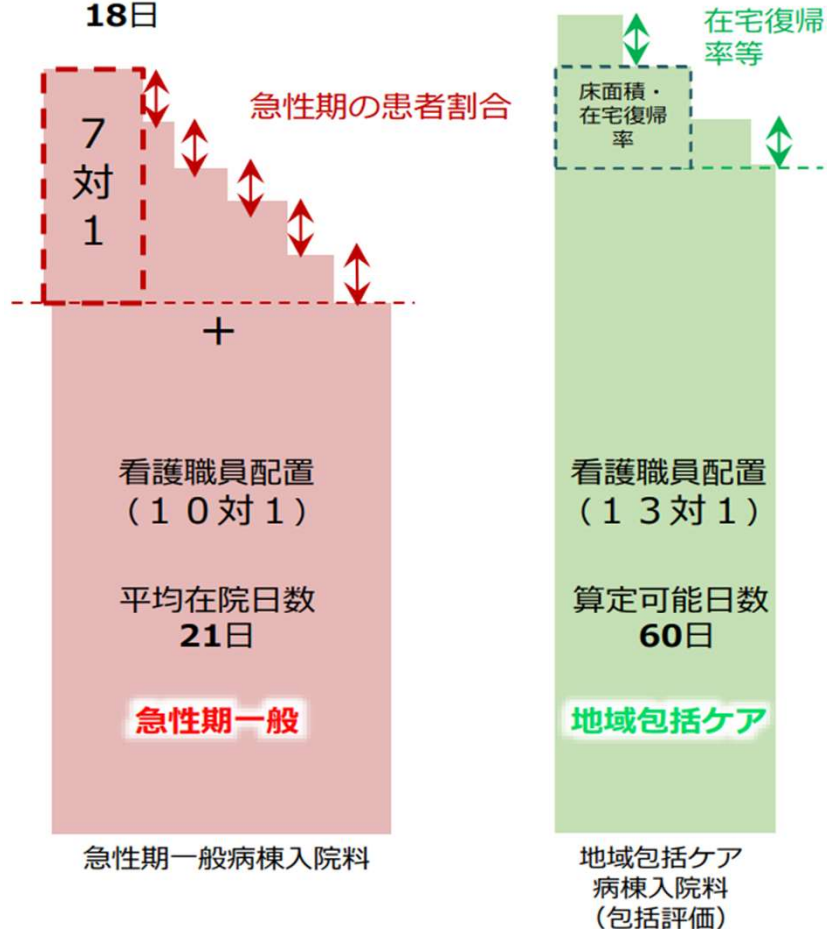 18日
7
対
1
急性期の患者割合
+
看護職員配置
(10対1)
平均在院日数
21日
急性期一般
急性期一般病棟入院料
在宅復帰
率等
床面積・
在宅復帰
率
看護職員配置
(13対1)
算定可能日数
60日
地域包括ケア
地域包括ケア
病棟入院料
(包括評価)